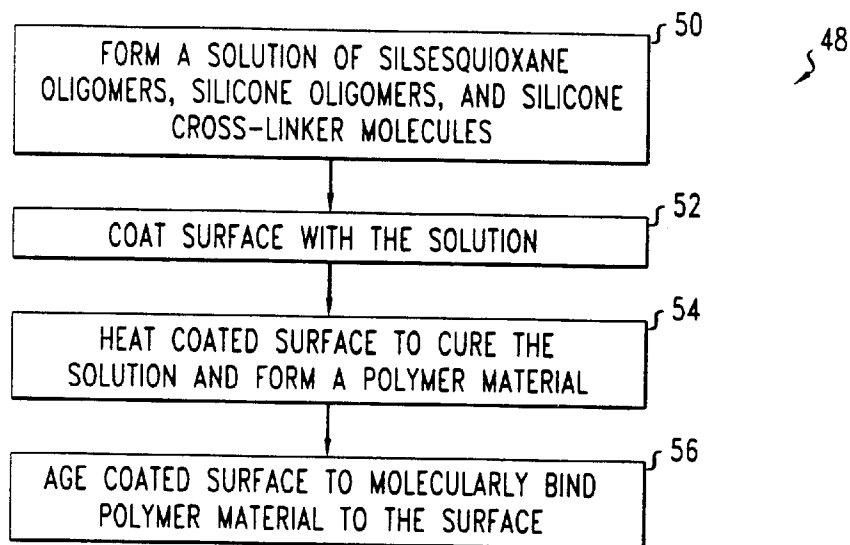 50
48
FORM A SOLUTION OF SILSESQUIOXANE
OLIGOMERS, SILICONE OLIGOMERS, AND SILICONE
CROSS-LINKER MOLECULES
52
COAT SURFACE WITH THE SOLUTION
54
HEAT COATED SURFACE TO CURE THE
SOLUTION AND FORM A POLYMER MATERIAL
56
AGE COATED SURFACE TO MOLECULARLY BIND
POLYMER MATERIAL TO THE SURFACE